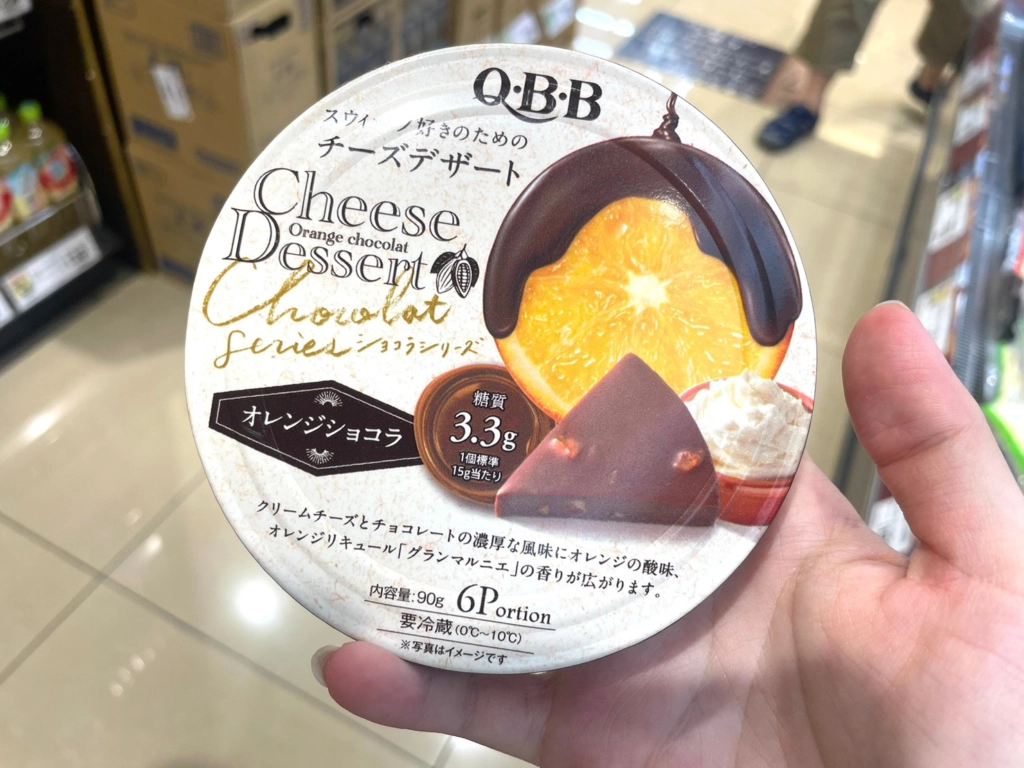 Q・B・B
好きのための
チーズデザート
Cheese
Orange chocolat
Dessert
Chocolat
Series ショコラシリーズ
オレンジショコラ
糖質
3.3g
1個標準
15g当たり
クリームチーズとチョコレートの濃厚な風味にオレンジの酸味、
オレンジリキュール「グランマルニエ」の香りが広がります。
内容量:90g 6Portion
要冷蔵(0℃~10℃)
※写真はイメージです